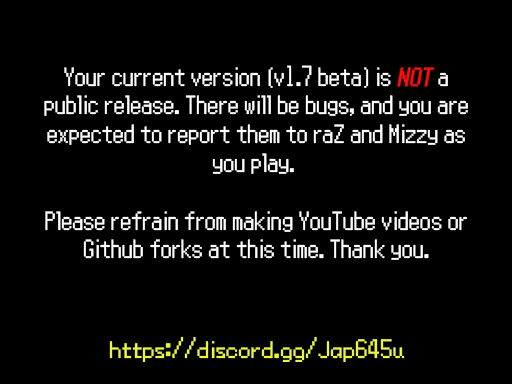 Your current version (v1.7 beta) is NOT a
public release. There will be bugs, and you are
expected to report them to raZ and Mizzy as
you play.
Please refrain from making YouTube videos or
Github forks at this time. Thank you.
https://discord.gg/Jap645u